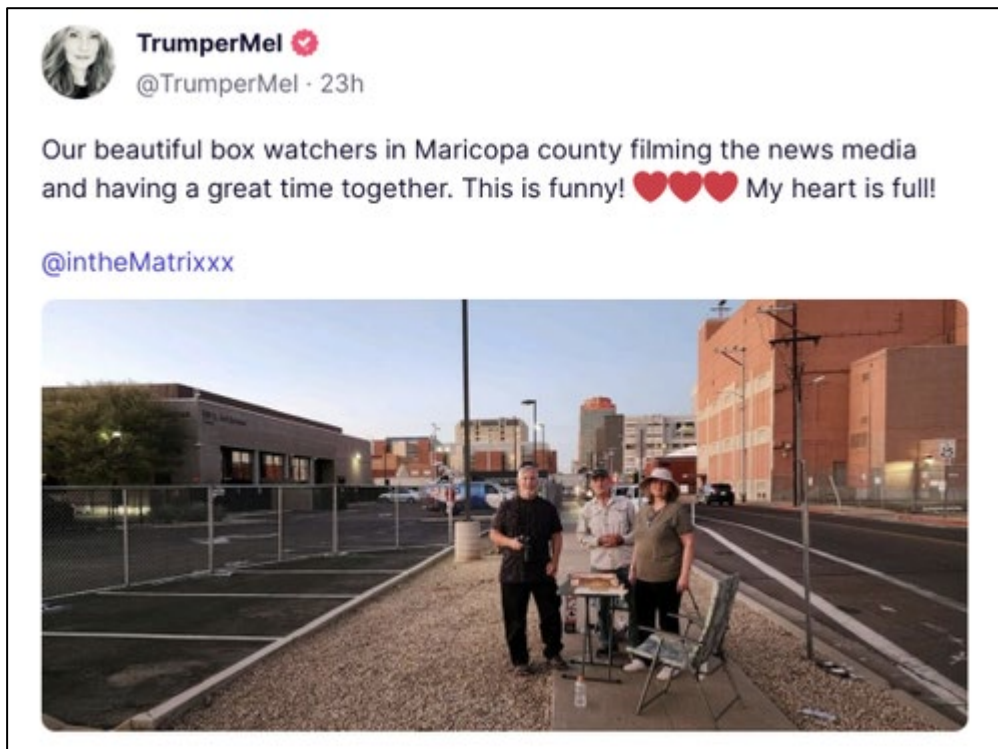 TrumperMel
@TrumperMel · 23h
Our beautiful box watchers in Maricopa county filming the news media
and having a great time together. This is funny! ❤️❤️❤️ My heart is full!
@intheMatrixxx